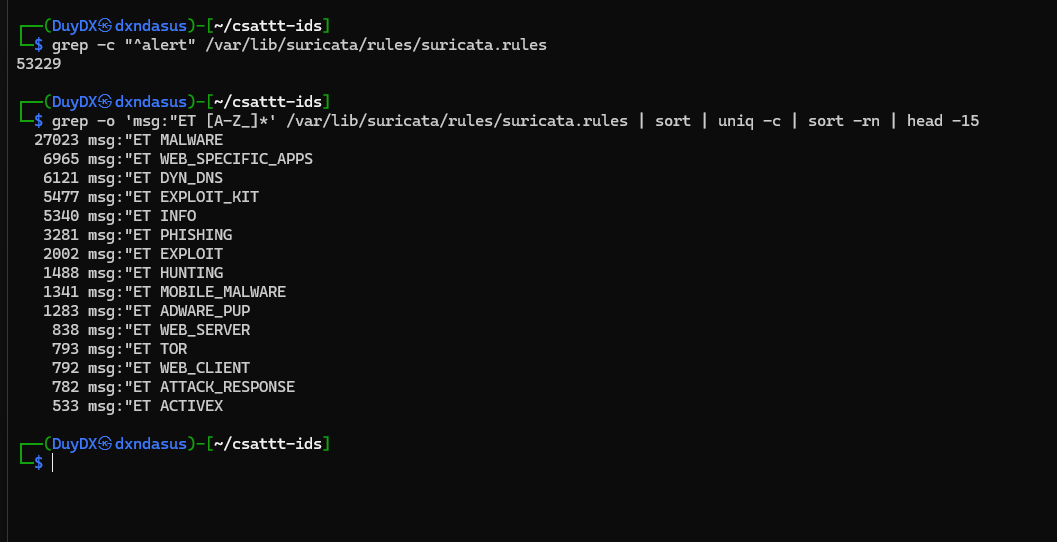 ┌──(DuyDX㉿dxndasus)-[~/csattt-ids]
└─$ grep -c "^alert" /var/lib/suricata/rules/suricata.rules
53229
┌──(DuyDX㉿dxndasus)-[~/csattt-ids]
└─$ grep -o 'msg:"ET [A-Z_]*' /var/lib/suricata/rules/suricata.rules | sort | uniq -c | sort -rn | head -15
27023 msg:"ET MALWARE
6965 msg:"ET WEB_SPECIFIC_APPS
6121 msg:"ET DYN_DNS
5477 msg:"ET EXPLOIT_KIT
5340 msg:"ET INFO
3281 msg:"ET PHISHING
2002 msg:"ET EXPLOIT
1488 msg:"ET HUNTING
1341 msg:"ET MOBILE_MALWARE
1283 msg:"ET ADWARE_PUP
838 msg:"ET WEB_SERVER
793 msg:"ET TOR
792 msg:"ET WEB_CLIENT
782 msg:"ET ATTACK_RESPONSE
533 msg:"ET ACTIVEX
┌──(DuyDX㉿dxndasus)-[~/csattt-ids]
└─$